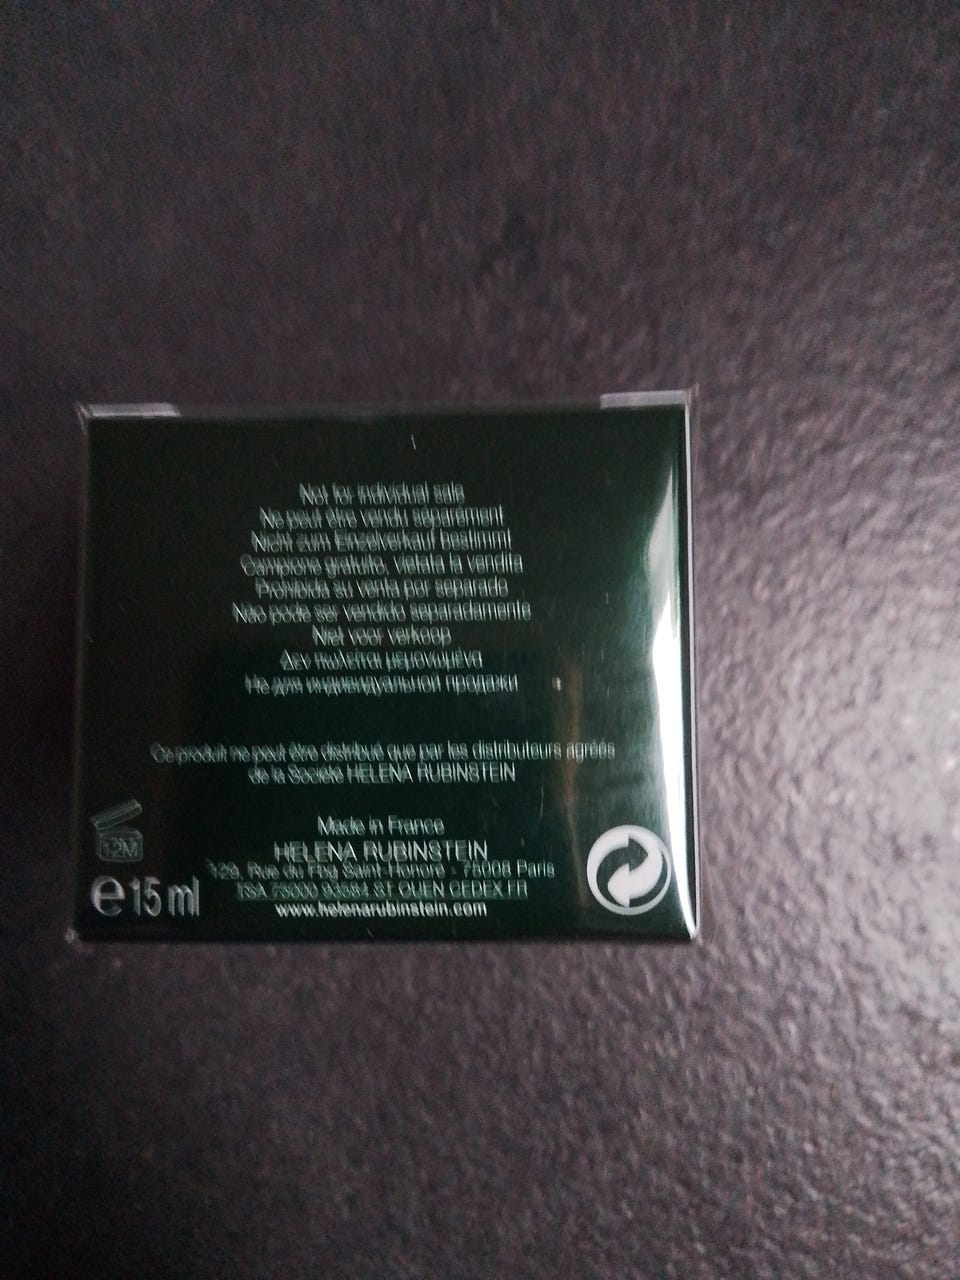 Not for individual sale
Ne peut être vendu séparément
Nicht zum Einzelverkauf bestimmt
Campione gratuito, vietata la vendita
Prohibida su venta por separado
Não pode ser vendido separadamente
Niet voor verkoop
Δεν πωλείται μεμονωμένα
Не для индивидуальной продажи
Ce produit ne peut être distribué que par les distributeurs agréés
de la Société HELENA RUBINSTEIN
Made in France
HELENA RUBINSTEIN
129, Rue du Fbg Saint-Honoré - 75008 Paris
TSA 75000 93584 ST OUEN CEDEX FR
www.helenarubinstein.com
12M
e 15 ml